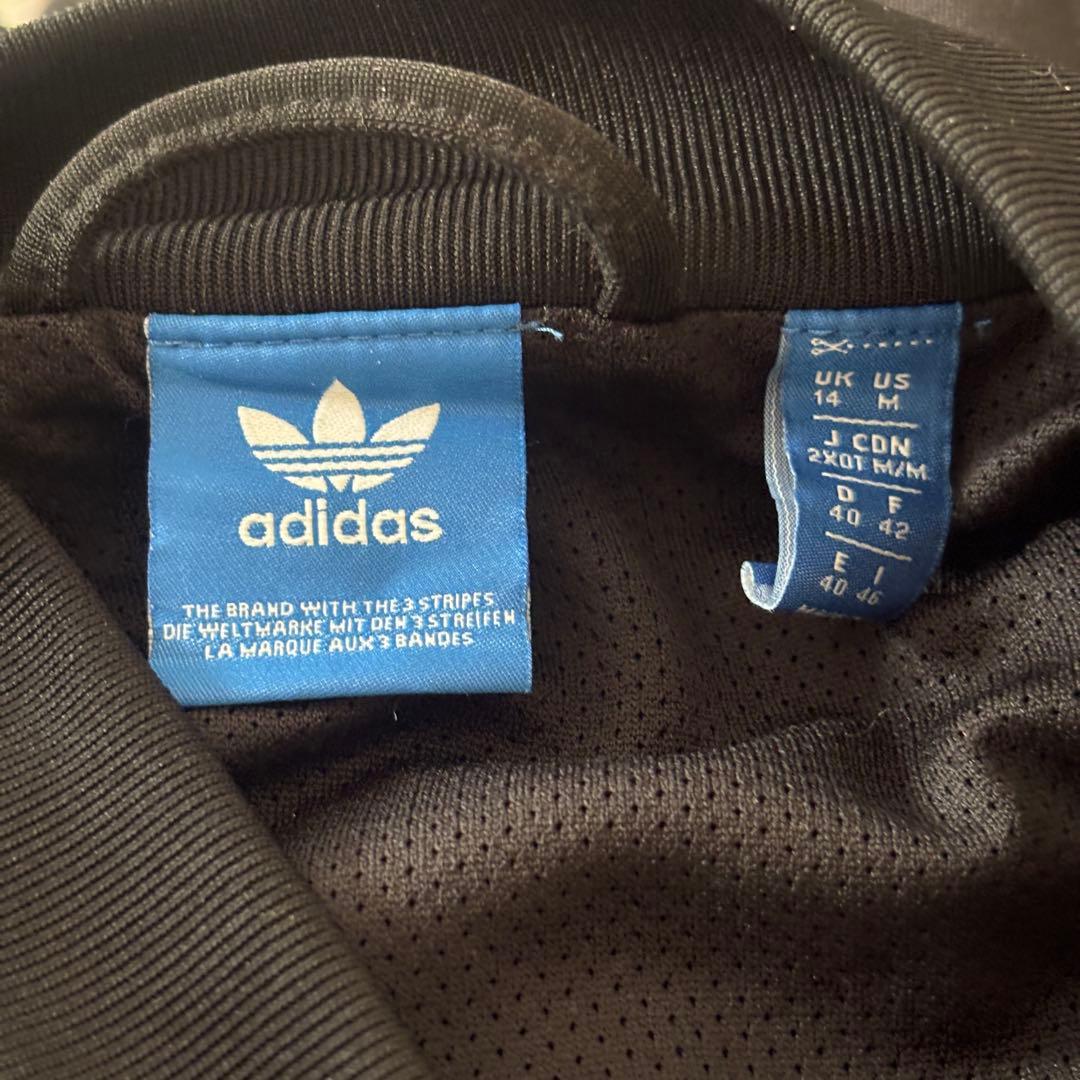 adidas
THE BRAND WITH THE 3 STRIPES
DIE WELTMARKE MIT DEN 3 STREIFEN
LA MARQUE AUX 3 BANDES
UK US
14 M
J CDN
2XOT M/M
D F
40 42
E I
40 46